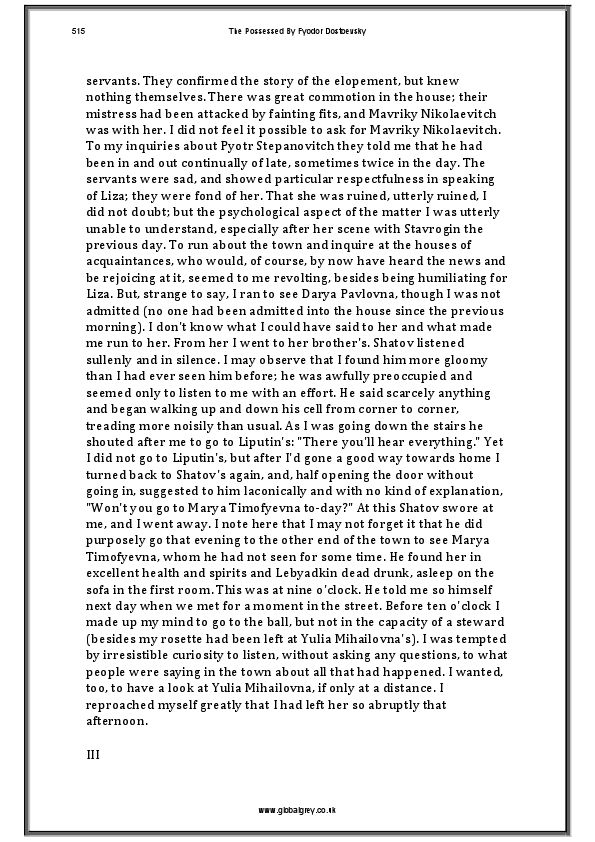 515
The Possessed By Fyodor Dostoevsky
servants. They confirmed the story of the elopement, but knew
nothing themselves. There was great commotion in the house; their
mistress had been attacked by fainting fits, and Mavriky Nikolaevitch
was with her. I did not feel it possible to ask for Mavriky Nikolaevitch.
To my inquiries about Pyotr Stepanovitch they told me that he had
been in and out continually of late, sometimes twice in the day. The
servants were sad, and showed particular respectfulness in speaking
of Liza; they were fond of her. That she was ruined, utterly ruined, I
did not doubt; but the psychological aspect of the matter I was utterly
unable to understand, especially after her scene with Stavrogin the
previous day. To run about the town and inquire at the houses of
acquaintances, who would, of course, by now have heard the news and
be rejoicing at it, seemed to me revolting, besides being humiliating for
Liza. But, strange to say, I ran to see Darya Pavlovna, though I was not
admitted (no one had been admitted into the house since the previous
morning). I don't know what I could have said to her and what made
me run to her. From her I went to her brother's. Shatov listened
sullenly and in silence. I may observe that I found him more gloomy
than I had ever seen him before; he was awfully preoccupied and
seemed only to listen to me with an effort. He said scarcely anything
and began walking up and down his cell from corner to corner,
treading more noisily than usual. As I was going down the stairs he
shouted after me to go to Liputin's: "There you'll hear everything." Yet
I did not go to Liputin's, but after I'd gone a good way towards home I
turned back to Shatov's again, and, half opening the door without
going in, suggested to him laconically and with no kind of explanation,
"Won't you go to Marya Timofyevna to-day?" At this Shatov swore at
me, and I went away. I note here that I may not forget it that he did
purposely go that evening to the other end of the town to see Marya
Timofyevna, whom he had not seen for some time. He found her in
excellent health and spirits and Lebyadkin dead drunk, asleep on the
sofa in the first room. This was at nine o'clock. He told me so himself
next day when we met for a moment in the street. Before ten o'clock I
made up my mind to go to the ball, but not in the capacity of a steward
(besides my rosette had been left at Yulia Mihailovna's). I was tempted
by irresistible curiosity to listen, without asking any questions, to what
people were saying in the town about all that had happened. I wanted,
too, to have a look at Yulia Mihailovna, if only at a distance. I
reproached myself greatly that I had left her so abruptly that
afternoon.
III
www.globalgrey.co.uk